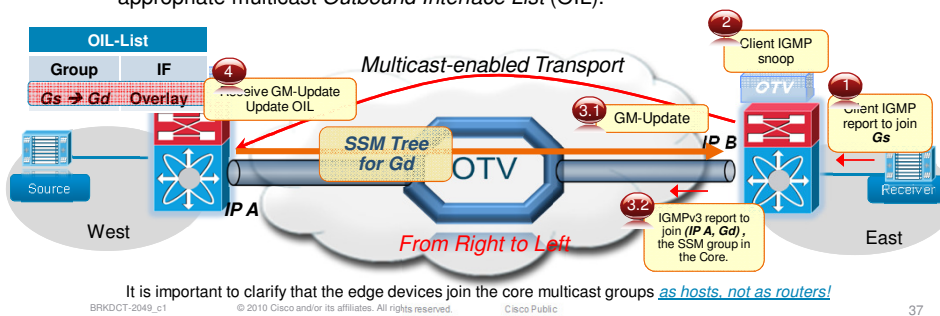 appropriate multicast Outbound Interface List (OIL).
OIL-List
Group IF
Gs → Gd Overlay
4
Receive GM-Update
Update OIL
Multicast-enabled Transport
2
Client IGMP
snoop
OTV
1
Client IGMP
report to join
Gs
3.1
GM-Update
SSM Tree
for Gd
OTV
IP B
IP A
Source
Receiver
West
East
From Right to Left
3.2
IGMPv3 report to
join (IP A, Gd) ,
the SSM group in
the Core.
It is important to clarify that the edge devices join the core multicast groups as hosts, not as routers!
BRKDCT-2049_c1 © 2010 Cisco and/or its affiliates. All rights reserved. Cisco Public 37